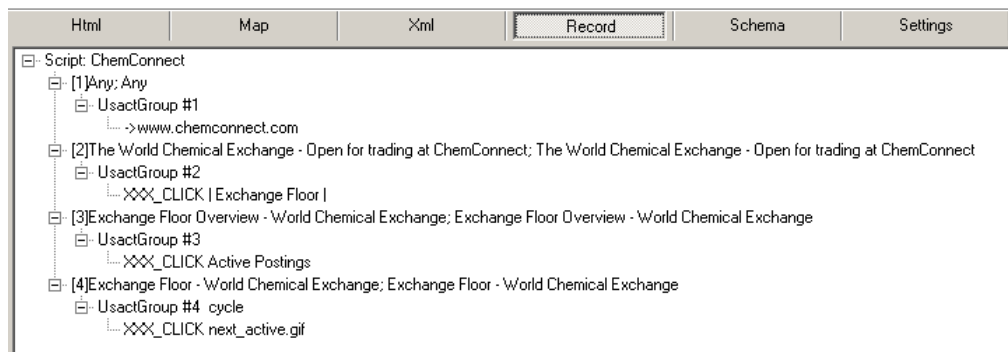 Html Map Xml Record Schema Settings
Script: ChemConnect
[1]Any; Any
UsactGroup #1
->www.chemconnect.com
[2]The World Chemical Exchange - Open for trading at ChemConnect; The World Chemical Exchange - Open for trading at ChemConnect
UsactGroup #2
XXX_CLICK | Exchange Floor |
[3]Exchange Floor Overview - World Chemical Exchange; Exchange Floor Overview - World Chemical Exchange
UsactGroup #3
XXX_CLICK Active Postings
[4]Exchange Floor - World Chemical Exchange; Exchange Floor - World Chemical Exchange
UsactGroup #4 cycle
XXX_CLICK next_active.gif